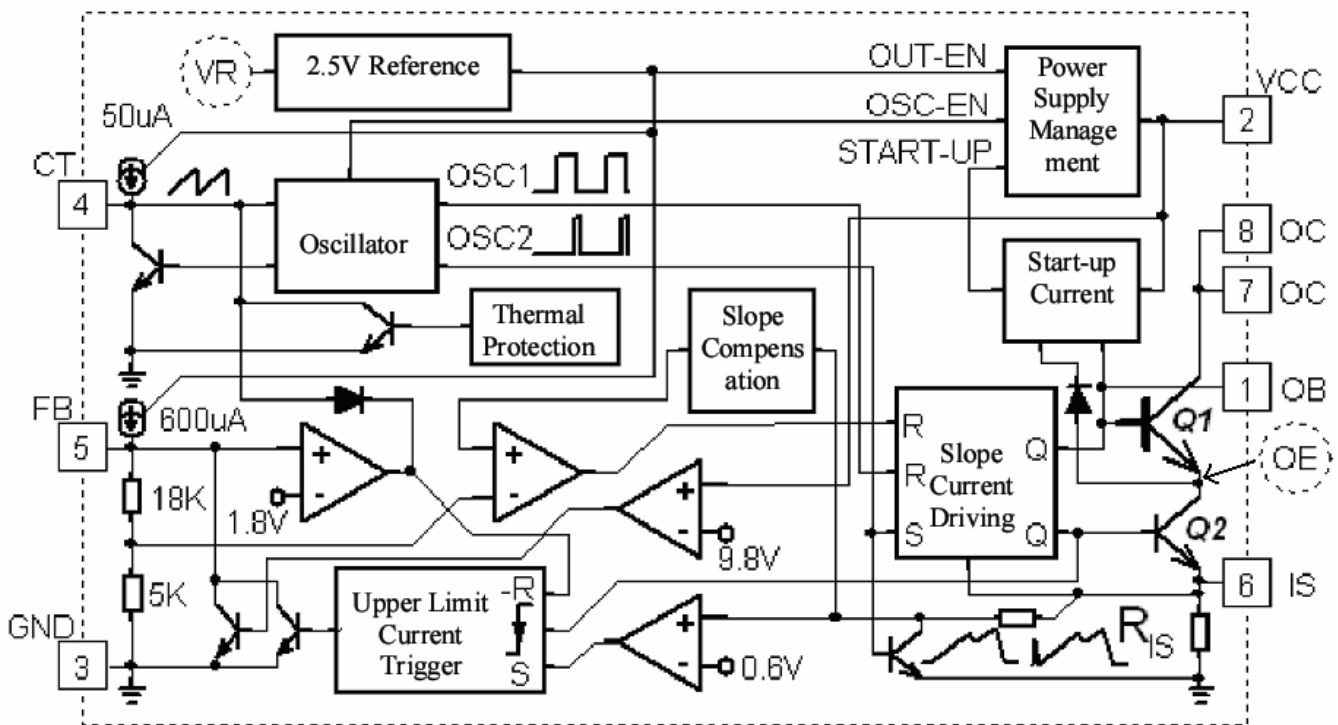 VR
2.5V Reference
OUT-EN
OSC-EN
START-UP
Power
Supply
Manage
ment
VCC
2
50uA
CT
4
OSC1
OSC2
Oscillator
8
OC
Start-up
Current
7
OC
Thermal
Protection
Slope
Compens
ation
1
OB
FB
5
600uA
+
-
1.8V
+
-
+
-
9.8V
R
R
S
Slope
Current
Driving
Q
Q
Q1
QE
Q2
18K
5K
GND
3
Upper Limit
Current
Trigger
-R
S
+
-
0.6V
6
IS
RIS